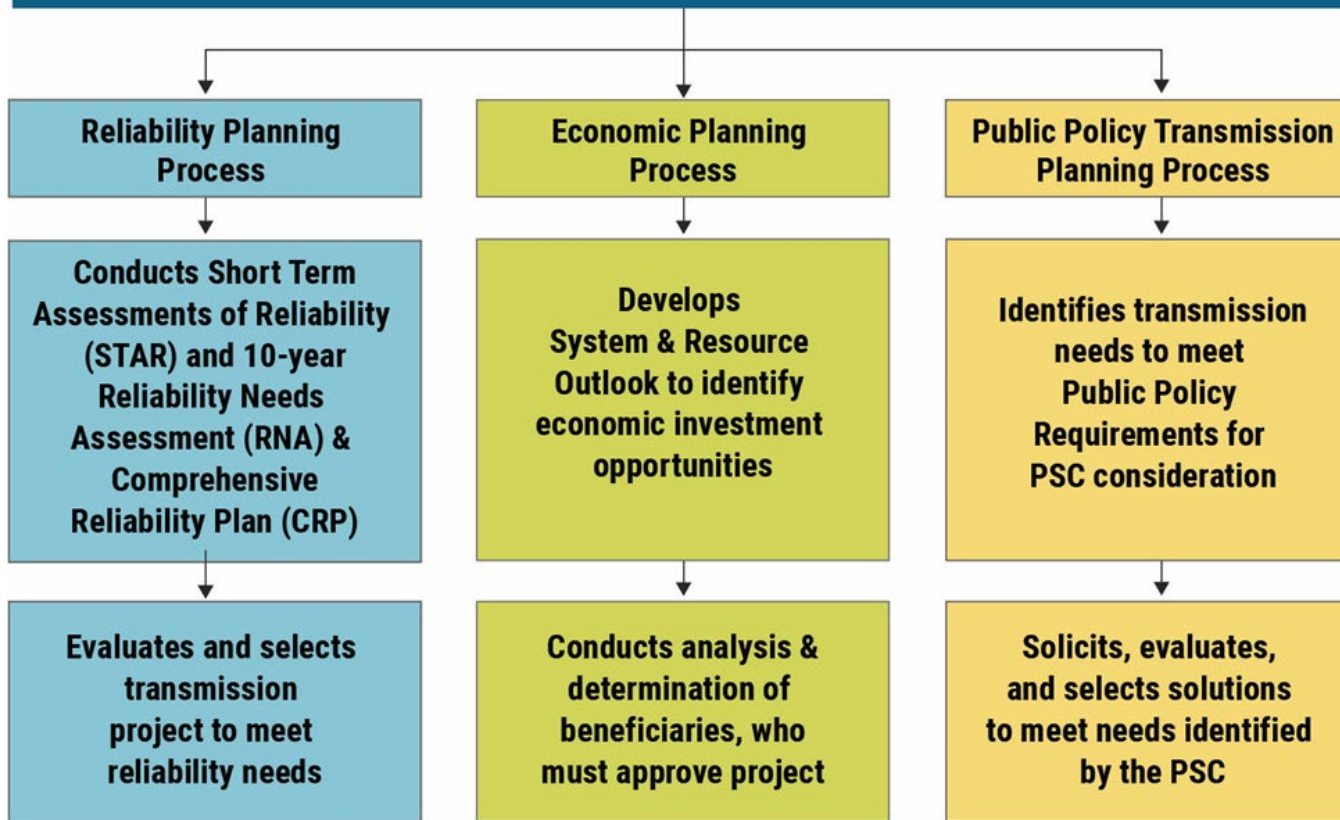 Reliability Planning
Process
Conducts Short Term
Assessments of Reliability
(STAR) and 10-year
Reliability Needs
Assessment (RNA) &
Comprehensive
Reliability Plan (CRP)
Evaluates and selects
transmission
project to meet
reliability needs
Economic Planning
Process
Develops
System & Resource
Outlook to identify
economic investment
opportunities
Conducts analysis &
determination of
beneficiaries, who
must approve project
Public Policy Transmission
Planning Process
Identifies transmission
needs to meet
Public Policy
Requirements for
PSC consideration
Solicits, evaluates,
and selects solutions
to meet needs identified
by the PSC